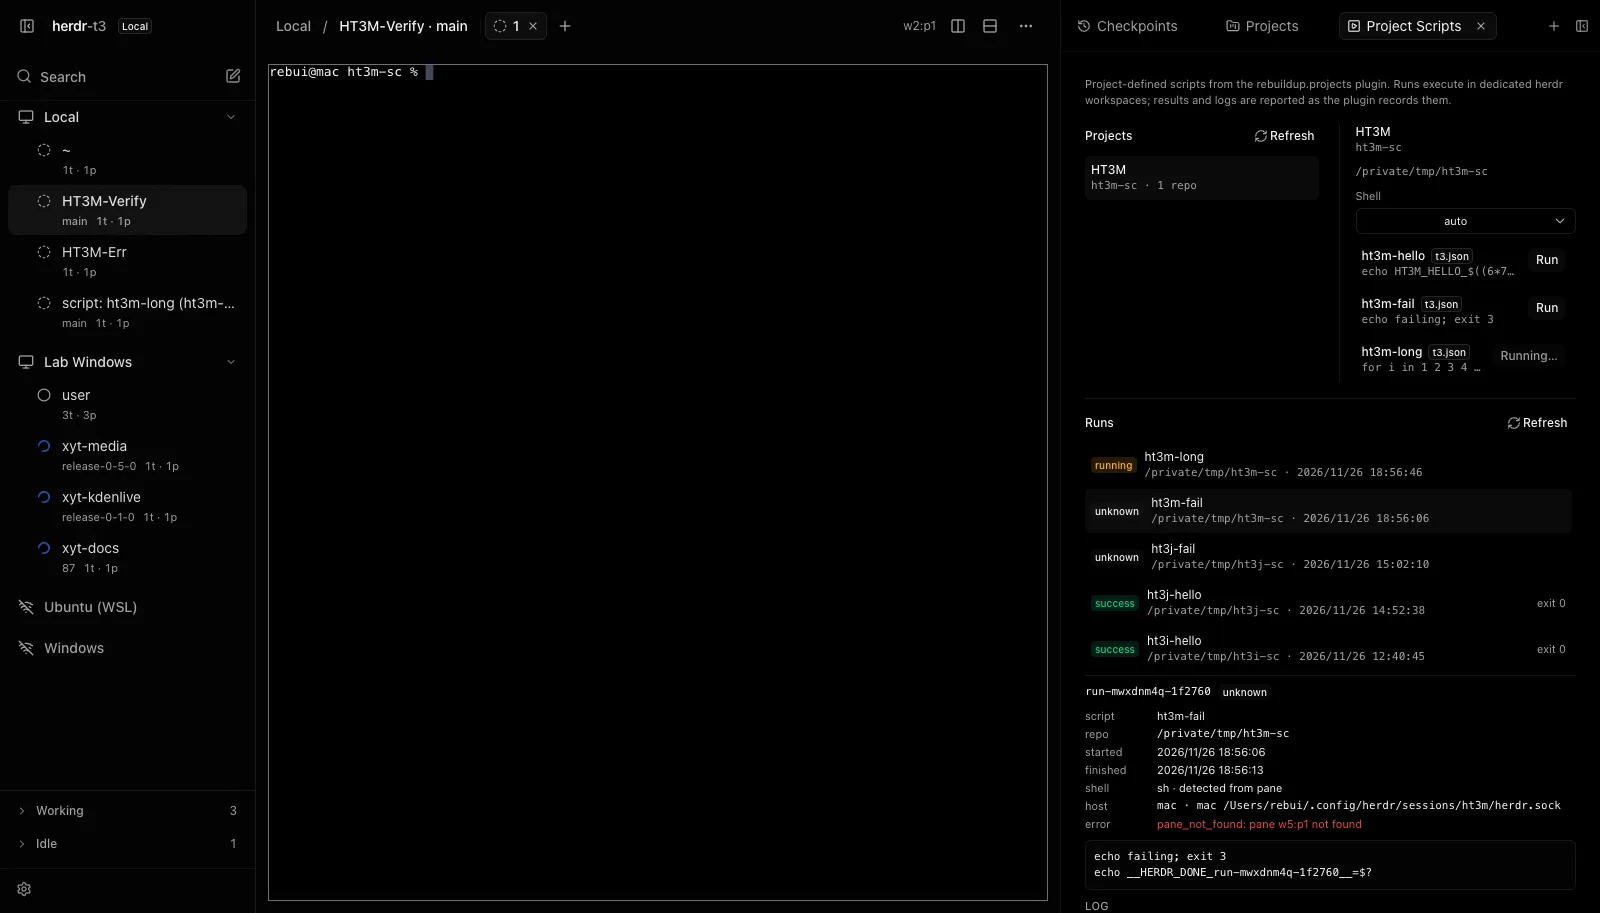 herdr-t3 Local
Search
Local
~
1t · 1p
HT3M-Verify
main 1t · 1p
HT3M-Err
1t · 1p
script: ht3m-long (ht3m-...
main 1t · 1p
Lab Windows
user
3t · 3p
xyt-media
release-0-5-0 1t · 1p
xyt-kdenlive
release-0-1-0 1t · 1p
xyt-docs
87 1t · 1p
Ubuntu (WSL)
Windows
Working 3
Idle 1
Local / HT3M-Verify · main 1 × +
w2:p1
rebui@mac ht3m-sc %
Checkpoints Projects Project Scripts ×
Project-defined scripts from the rebuildup.projects plugin. Runs execute in dedicated herdr
workspaces; results and logs are reported as the plugin records them.
Projects Refresh
HT3M
ht3m-sc · 1 repo
HT3M
ht3m-sc
/private/tmp/ht3m-sc
Shell
auto
ht3m-hello t3.json Run
echo HT3M_HELLO_$((6*7…
ht3m-fail t3.json Run
echo failing; exit 3
ht3m-long t3.json Running...
for i in 1 2 3 4 …
Runs Refresh
running ht3m-long
/private/tmp/ht3m-sc · 2026/11/26 18:56:46
unknown ht3m-fail
/private/tmp/ht3m-sc · 2026/11/26 18:56:06
unknown ht3j-fail
/private/tmp/ht3j-sc · 2026/11/26 15:02:10
success ht3j-hello exit 0
/private/tmp/ht3j-sc · 2026/11/26 14:52:38
success ht3i-hello exit 0
/private/tmp/ht3i-sc · 2026/11/26 12:40:45
run-mwxdnm4q-1f2760 unknown
script ht3m-fail
repo /private/tmp/ht3m-sc
started 2026/11/26 18:56:06
finished 2026/11/26 18:56:13
shell sh · detected from pane
host mac · mac /Users/rebui/.config/herdr/sessions/ht3m/herdr.sock
error pane_not_found: pane w5:p1 not found
echo failing; exit 3
echo __HERDR_DONE_run-mwxdnm4q-1f2760__=$?
LOG